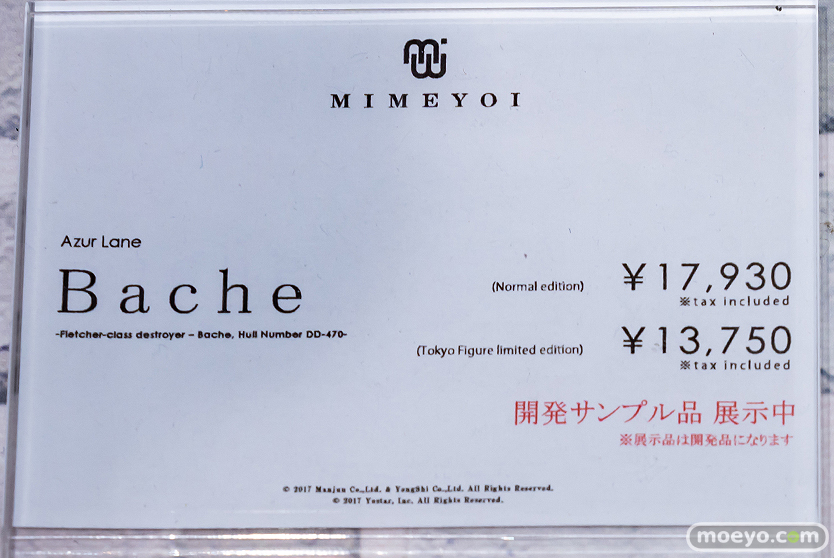 MIMEYOI
Azur Lane
Bache
-Fletcher-class destroyer – Bache, Hull Number DD-470-
(Normal edition) ¥17,930
※tax included
(Tokyo Figure limited edition) ¥13,750
※tax included
開発サンプル品 展示中
※展示品は開発品になります
© 2017 Manjuu Co.,Ltd. & YongShi Co.,Ltd. All Rights Reserved.
© 2017 Yostar, Inc. All Rights Reserved.
moeyo.com